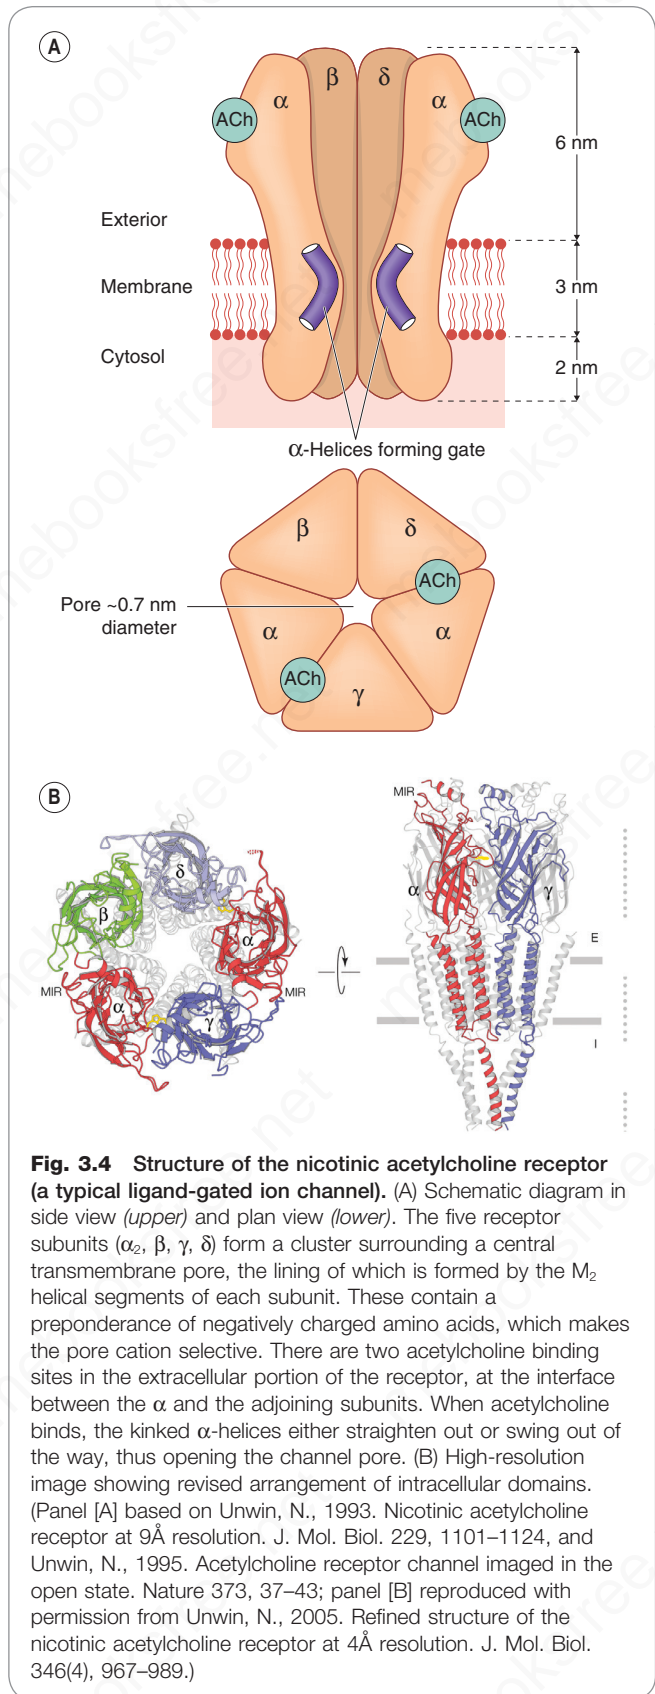 A
β
δ
α
α
ACh
ACh
6 nm
Exterior
Membrane
3 nm
Cytosol
2 nm
α-Helices forming gate
β
δ
ACh
Pore ~0.7 nm
diameter
α
α
ACh
γ
B
MIR
δ
β
α
α
γ
E
α
γ
MIR
MIR
I
Fig. 3.4 Structure of the nicotinic acetylcholine receptor
(a typical ligand-gated ion channel). (A) Schematic diagram in
side view (upper) and plan view (lower). The five receptor
subunits (α₂, β, γ, δ) form a cluster surrounding a central
transmembrane pore, the lining of which is formed by the M₂
helical segments of each subunit. These contain a
preponderance of negatively charged amino acids, which makes
the pore cation selective. There are two acetylcholine binding
sites in the extracellular portion of the receptor, at the interface
between the α and the adjoining subunits. When acetylcholine
binds, the kinked α-helices either straighten out or swing out of
the way, thus opening the channel pore. (B) High-resolution
image showing revised arrangement of intracellular domains.
(Panel [A] based on Unwin, N., 1993. Nicotinic acetylcholine
receptor at 9Å resolution. J. Mol. Biol. 229, 1101–1124, and
Unwin, N., 1995. Acetylcholine receptor channel imaged in the
open state. Nature 373, 37–43; panel [B] reproduced with
permission from Unwin, N., 2005. Refined structure of the
nicotinic acetylcholine receptor at 4Å resolution. J. Mol. Biol.
346(4), 967–989.)